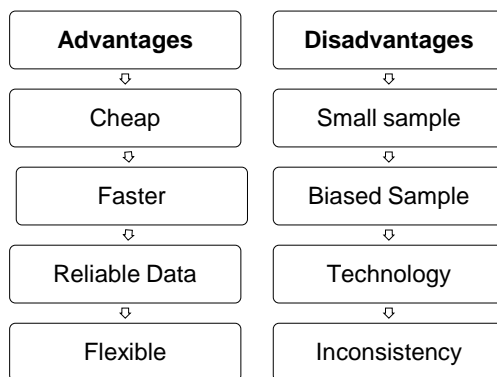 Advantages
Cheap
Faster
Reliable Data
Flexible
Disadvantages
Small sample
Biased Sample
Technology
Inconsistency